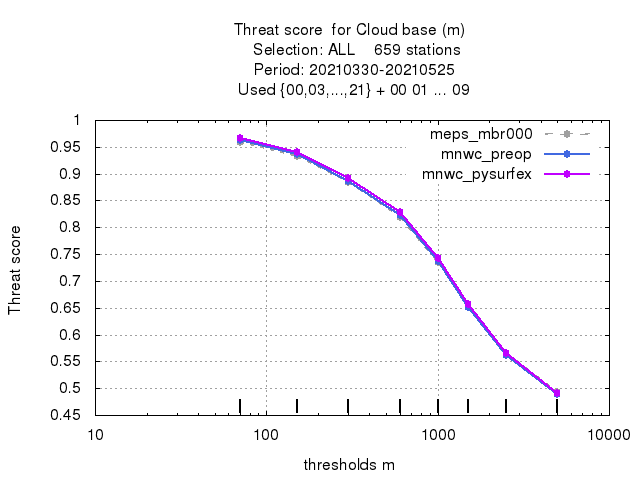 Threat score  for Cloud base (m)
Selection: ALL    659 stations
Period: 20210330-20210525
Used {00,03,...,21} + 00 01 ... 09
meps_mbr000
mnwc_preop
mnwc_pysurfex
Threat score
1
0.95
0.9
0.85
0.8
0.75
0.7
0.65
0.6
0.55
0.5
0.45
10 100 1000 10000
thresholds m